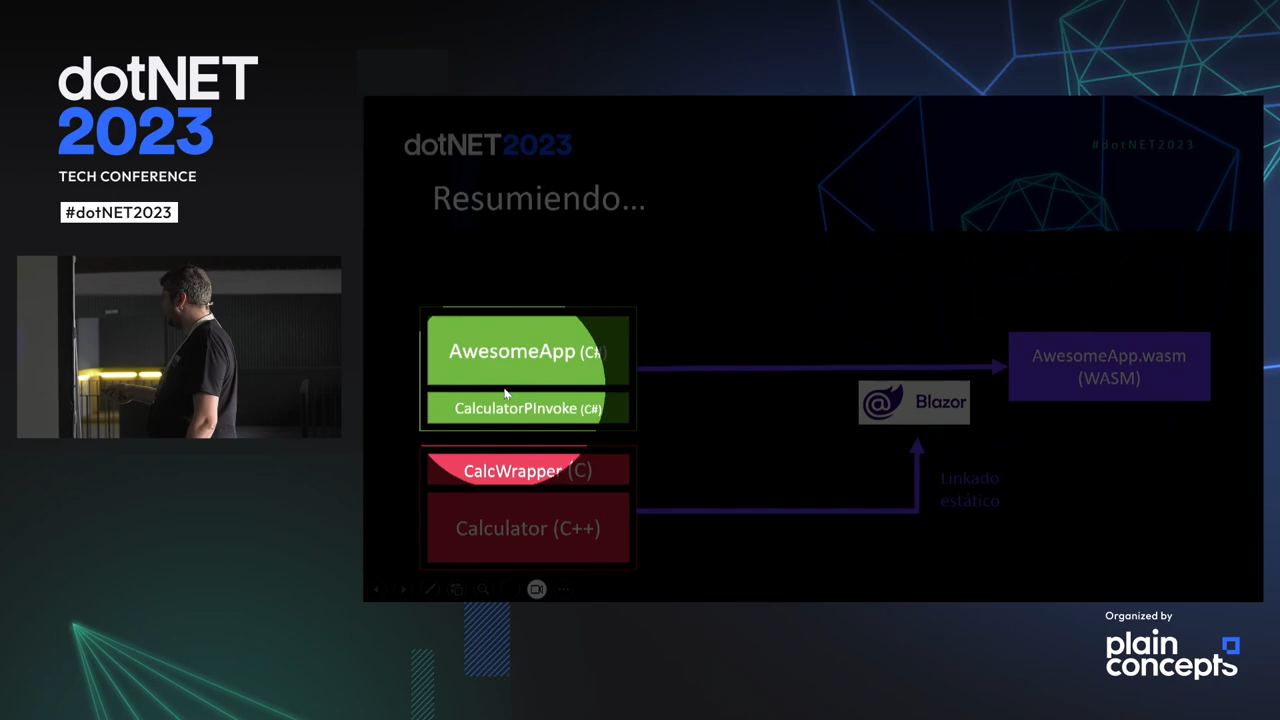 dotNET
2023
TECH CONFERENCE
#dotNET2023
dotNET2023
#dotNET2023
Resumiendo...
AwesomeApp (C#)
CalculatorPInvoke (C#)
CalcWrapper (C)
Calculator (C++)
AwesomeApp.wasm
(WASM)
Blazor
Linkado
estático
Organized by
plain
concepts